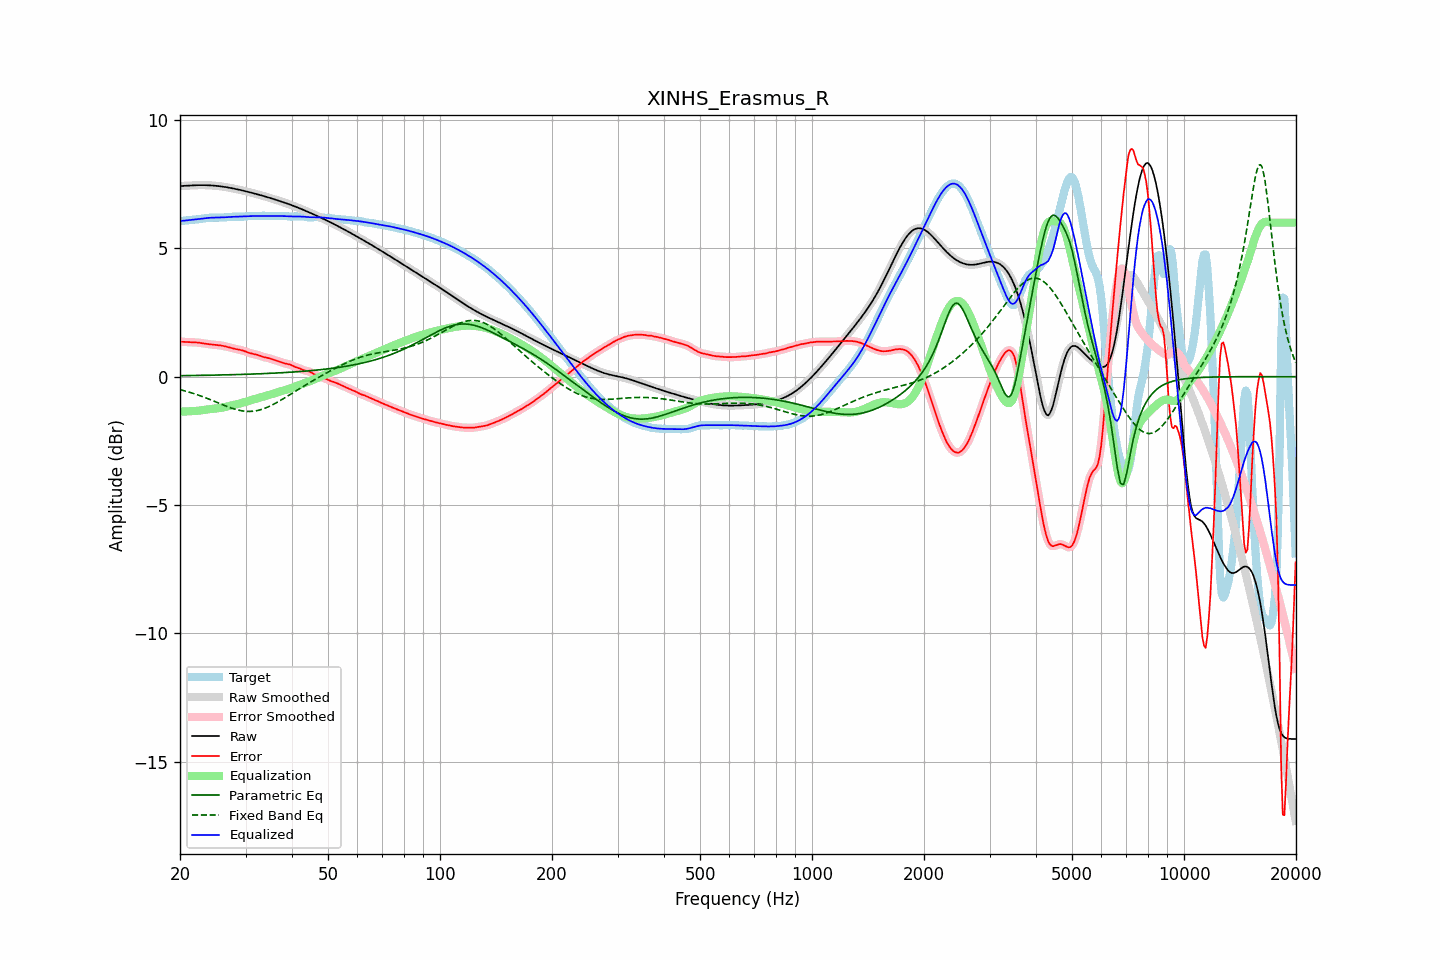 XINHS_Erasmus_R
Amplitude (dBr)
10
5
0
−5
−10
−15
Target
Raw Smoothed
Error Smoothed
Raw
Error
Equalization
Parametric Eq
Fixed Band Eq
Equalized
20
50
100
200
500
1000
2000
5000
10000
20000
Frequency (Hz)